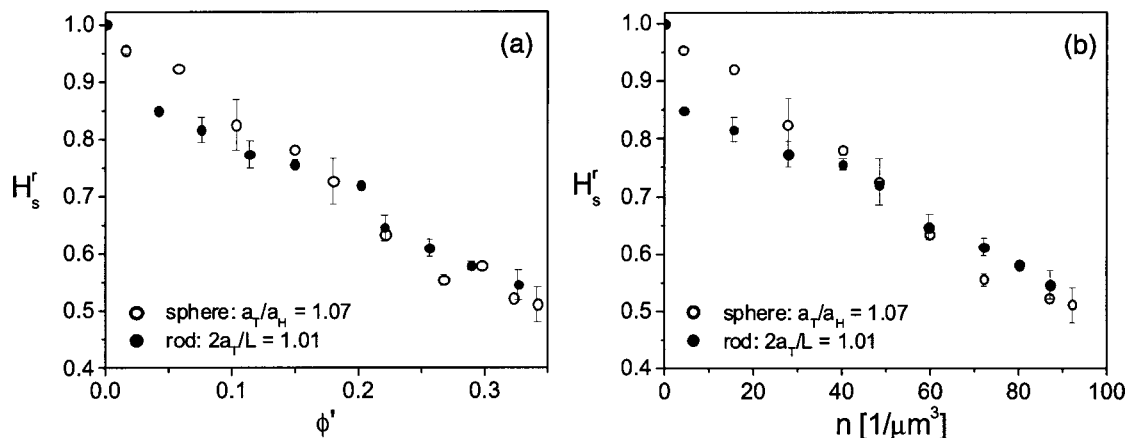 1.0
0.9
0.8
0.7
0.6
0.5
0.4
H_s^r
(a)
sphere: a_T/a_H = 1.07
rod: 2a_T/L = 1.01
0.0 0.1 0.2 0.3
ϕ'
1.0
0.9
0.8
0.7
0.6
0.5
0.4
H_s^r
(b)
sphere: a_T/a_H = 1.07
rod: 2a_T/L = 1.01
0 20 40 60 80 100
n [1/μm³]